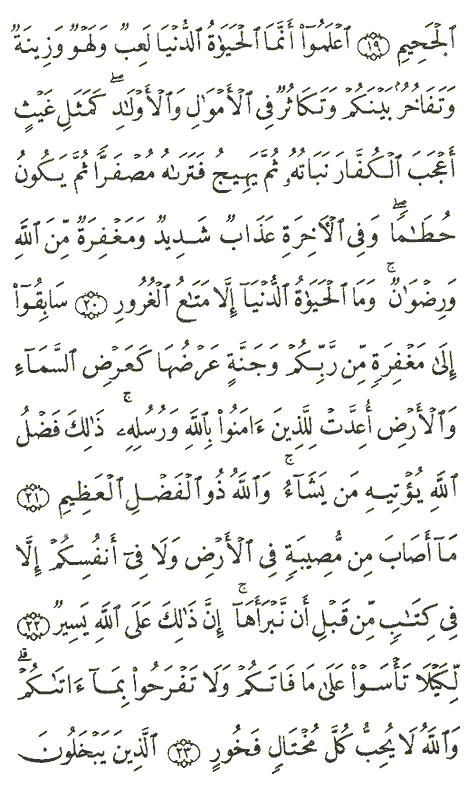 ٱلْجَحِيمِ ١٩ ٱعْلَمُوٓا۟ أَنَّمَا ٱلْحَيَوٰةُ ٱلدُّنْيَا لَعِبٌ وَلَهْوٌ وَزِينَةٌ
وَتَفَاخُرٌۢ بَيْنَكُمْ وَتَكَاثُرٌ فِى ٱلْأَمْوَٰلِ وَٱلْأَوْلَـٰدِ ۖ كَمَثَلِ غَيْثٍ
أَعْجَبَ ٱلْكُفَّارَ نَبَاتُهُۥ ثُمَّ يَهِيجُ فَتَرَىٰهُ مُصْفَرًّا ثُمَّ يَكُونُ
حُطَـٰمًا ۖ وَفِى ٱلْـَٔاخِرَةِ عَذَابٌ شَدِيدٌ وَمَغْفِرَةٌ مِّنَ ٱللَّهِ
وَرِضْوَٰنٌ ۚ وَمَا ٱلْحَيَوٰةُ ٱلدُّنْيَآ إِلَّا مَتَـٰعُ ٱلْغُرُورِ ٢٠ سَابِقُوٓا۟
إِلَىٰ مَغْفِرَةٍ مِّن رَّبِّكُمْ وَجَنَّةٍ عَرْضُهَا كَعَرْضِ ٱلسَّمَآءِ
وَٱلْأَرْضِ أُعِدَّتْ لِلَّذِينَ ءَامَنُوا۟ بِٱللَّهِ وَرُسُلِهِۦ ۚ ذَٰلِكَ فَضْلُ
ٱللَّهِ يُؤْتِيهِ مَن يَشَآءُ ۚ وَٱللَّهُ ذُو ٱلْفَضْلِ ٱلْعَظِيمِ ٢١
مَآ أَصَابَ مِن مُّصِيبَةٍ فِى ٱلْأَرْضِ وَلَا فِىٓ أَنفُسِكُمْ إِلَّا
فِى كِتَـٰبٍ مِّن قَبْلِ أَن نَّبْرَأَهَآ ۚ إِنَّ ذَٰلِكَ عَلَى ٱللَّهِ يَسِيرٌ ٢٢
لِّكَيْلَا تَأْسَوْا۟ عَلَىٰ مَا فَاتَكُمْ وَلَا تَفْرَحُوا۟ بِمَآ ءَاتَىٰكُمْ ۗ
وَٱللَّهُ لَا يُحِبُّ كُلَّ مُخْتَالٍ فَخُورٍ ٢٣ ٱلَّذِينَ يَبْخَلُونَ